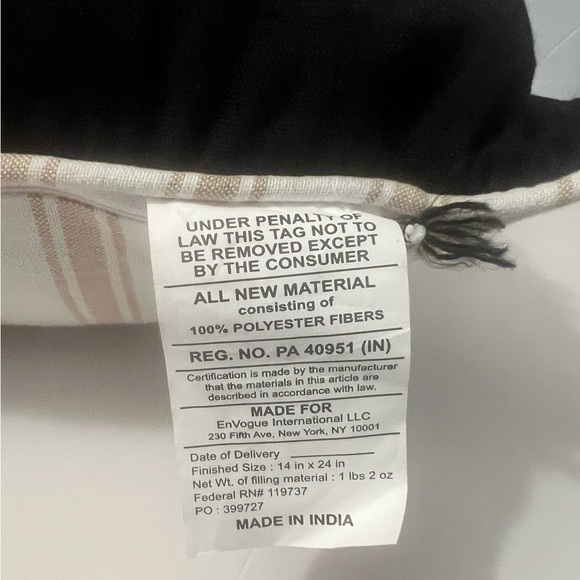 UNDER PENALTY OF
LAW THIS TAG NOT TO
BE REMOVED EXCEPT
BY THE CONSUMER
ALL NEW MATERIAL
consisting of
100% POLYESTER FIBERS
REG. NO. PA 40951 (IN)
Certification is made by the manufacturer
that the materials in this article are
described in accordance with law.
MADE FOR
EnVogue International LLC
230 Fifth Ave, New York, NY 10001
Date of Delivery
Finished Size : 14 in x 24 in
Net Wt. of filling material : 1 lbs 2 oz
Federal RN# 119737
PO : 399727
MADE IN INDIA